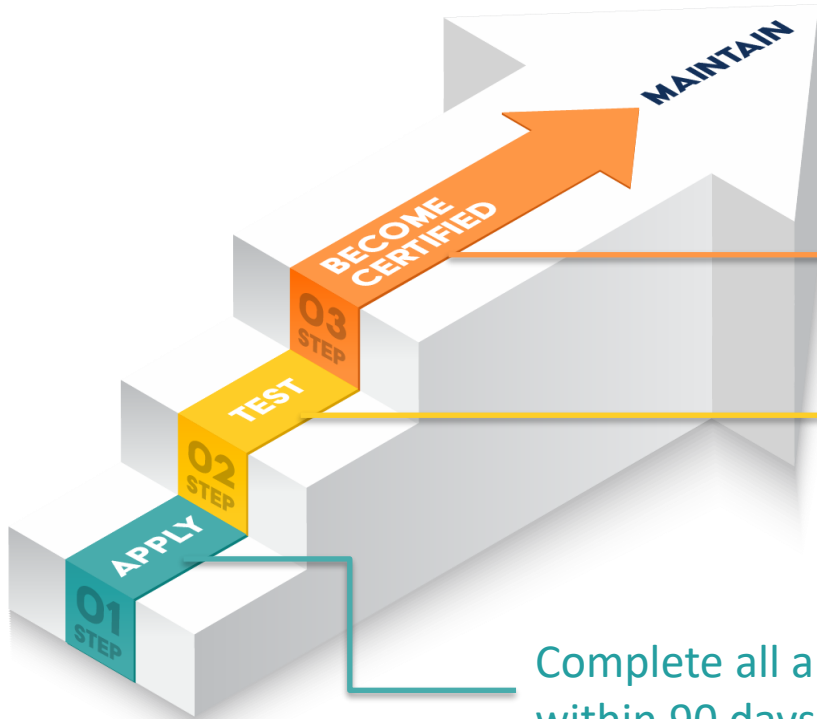 MAINTAIN
BECOME
CERTIFIED
03
STEP
TEST
02
STEP
APPLY
01
STEP
Complete all a
within 90 days